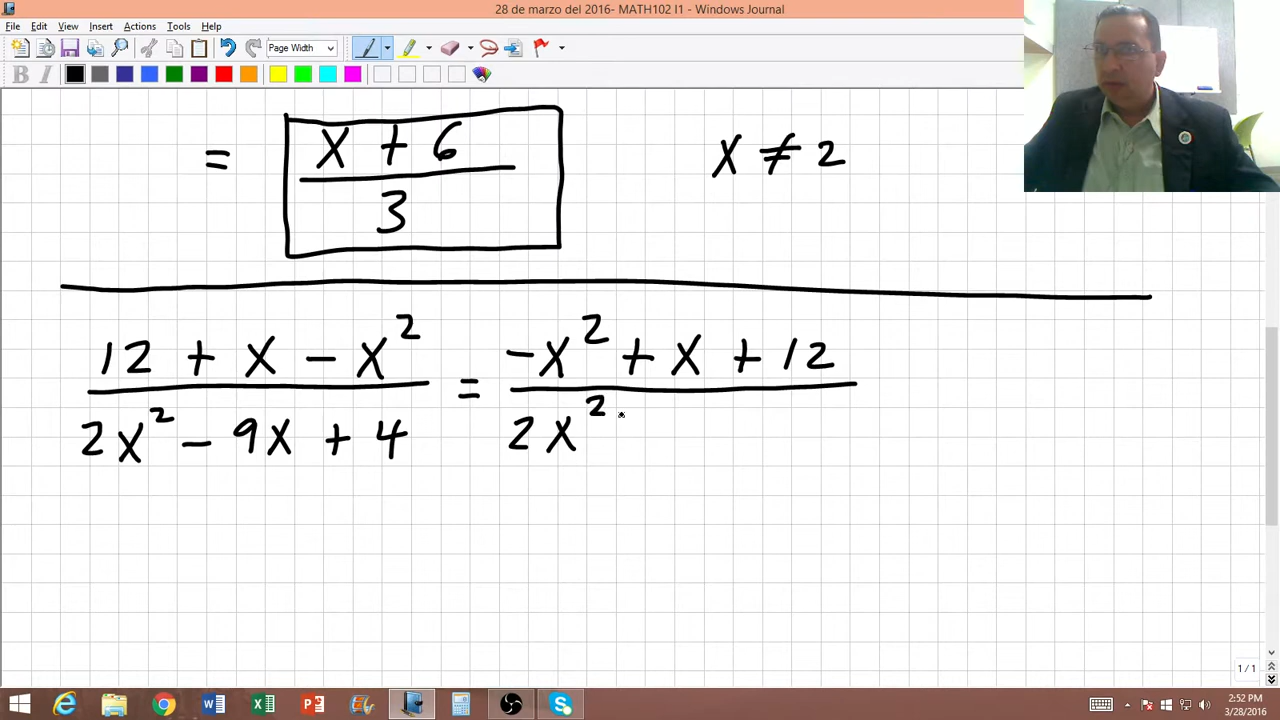 28 de marzo del 2016- MATH102 I1 - Windows Journal
File Edit View Insert Actions Tools Help
Page Width
B I
= x + 6 / 3 x ≠ 2
12 + x - x² / 2x² - 9x + 4 = -x² + x + 12 / 2x²
1 / 1
2:52 PM
3/28/2016